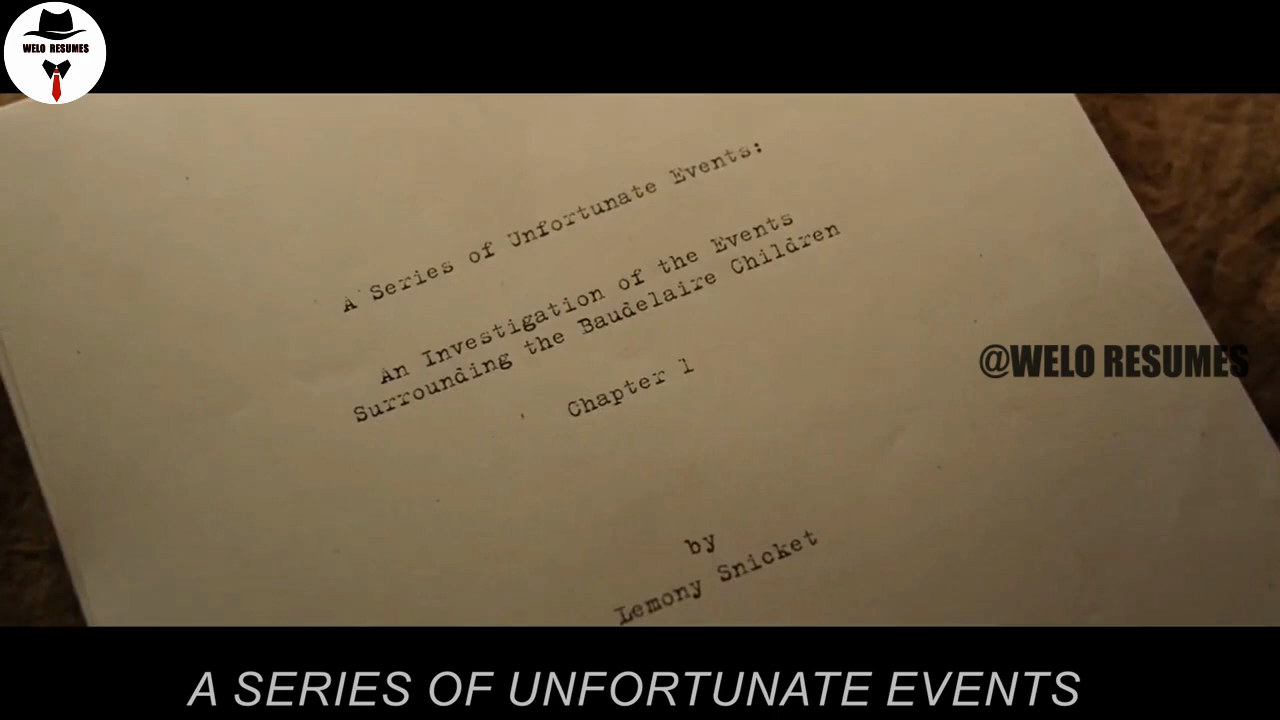 WELO RESUMES
A Series of Unfortunate Events:
An Investigation of the Events
Surrounding the Baudelaire Children
Chapter 1
@WELO RESUMES
by
Lemony Snicket
A SERIES OF UNFORTUNATE EVENTS